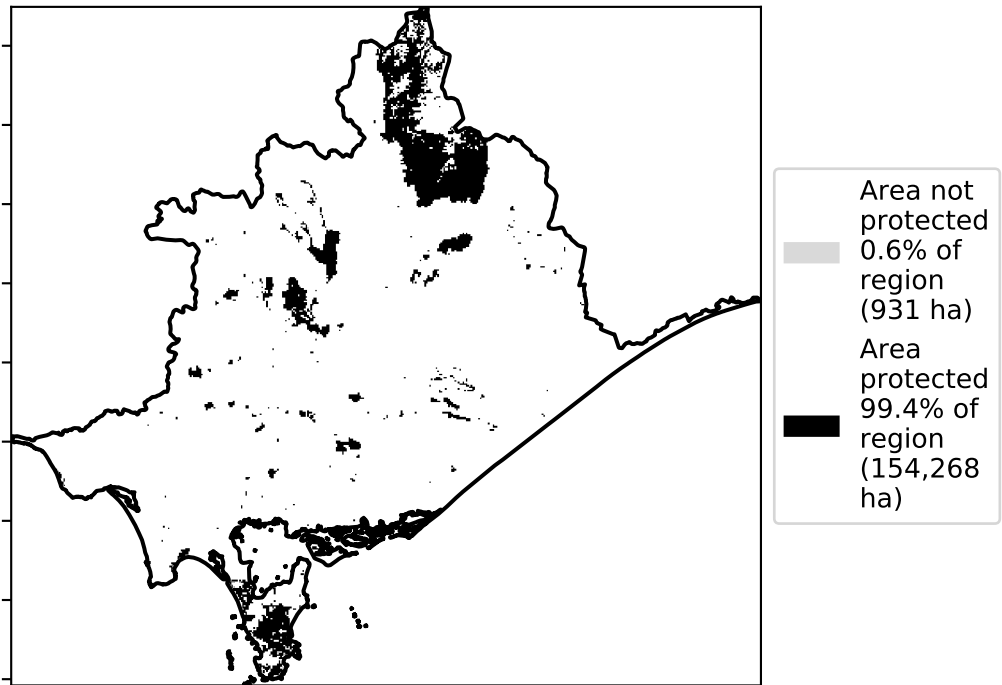 Area not
protected
0.6% of
region
(931 ha)
Area
protected
99.4% of
region
(154,268
ha)